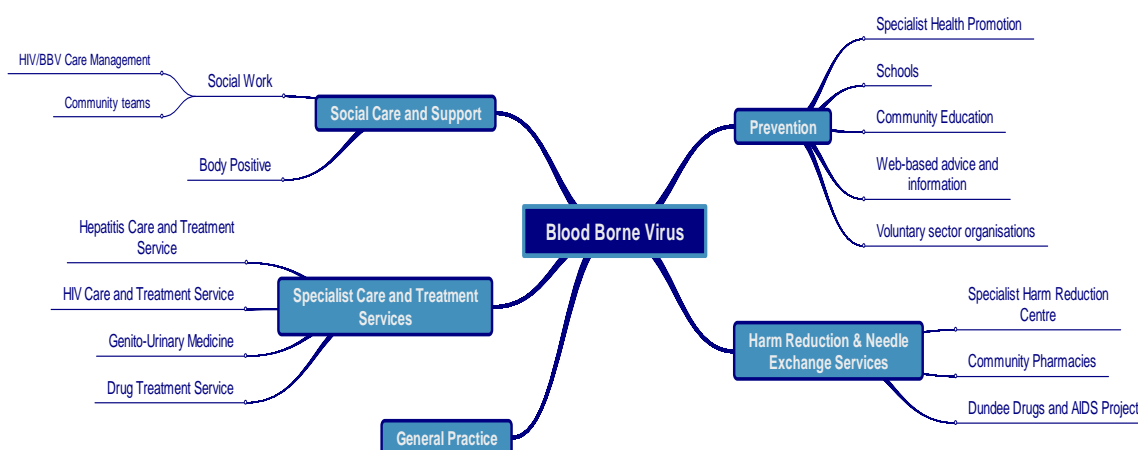 Blood Borne Virus
Social Care and Support
Social Work
HIV/BBV Care Management
Community teams
Body Positive
Specialist Care and Treatment
Services
Hepatitis Care and Treatment
Service
HIV Care and Treatment Service
Genito-Urinary Medicine
Drug Treatment Service
General Practice
Prevention
Specialist Health Promotion
Schools
Community Education
Web-based advice and
information
Voluntary sector organisations
Harm Reduction & Needle
Exchange Services
Specialist Harm Reduction
Centre
Community Pharmacies
Dundee Drugs and AIDS Project